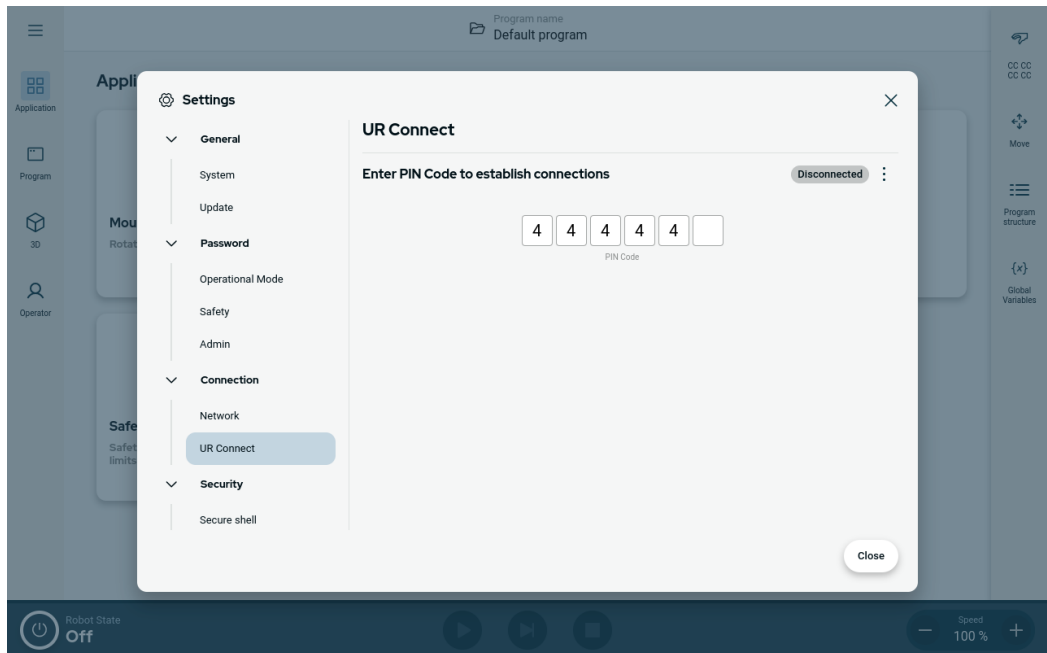 Program name
Default program
Application
Program
3D
Operator
Appli
Mou
Rotat
Safe
Safet
limits
Settings
General
System
Update
Password
Operational Mode
Safety
Admin
Connection
Network
UR Connect
Security
Secure shell
UR Connect
Enter PIN Code to establish connections
Disconnected
4 4 4 4 4
PIN Code
Close
CC CC
CC CC
Move
Program
structure
{x}
Global
Variables
Robot State
Off
Speed
100 %